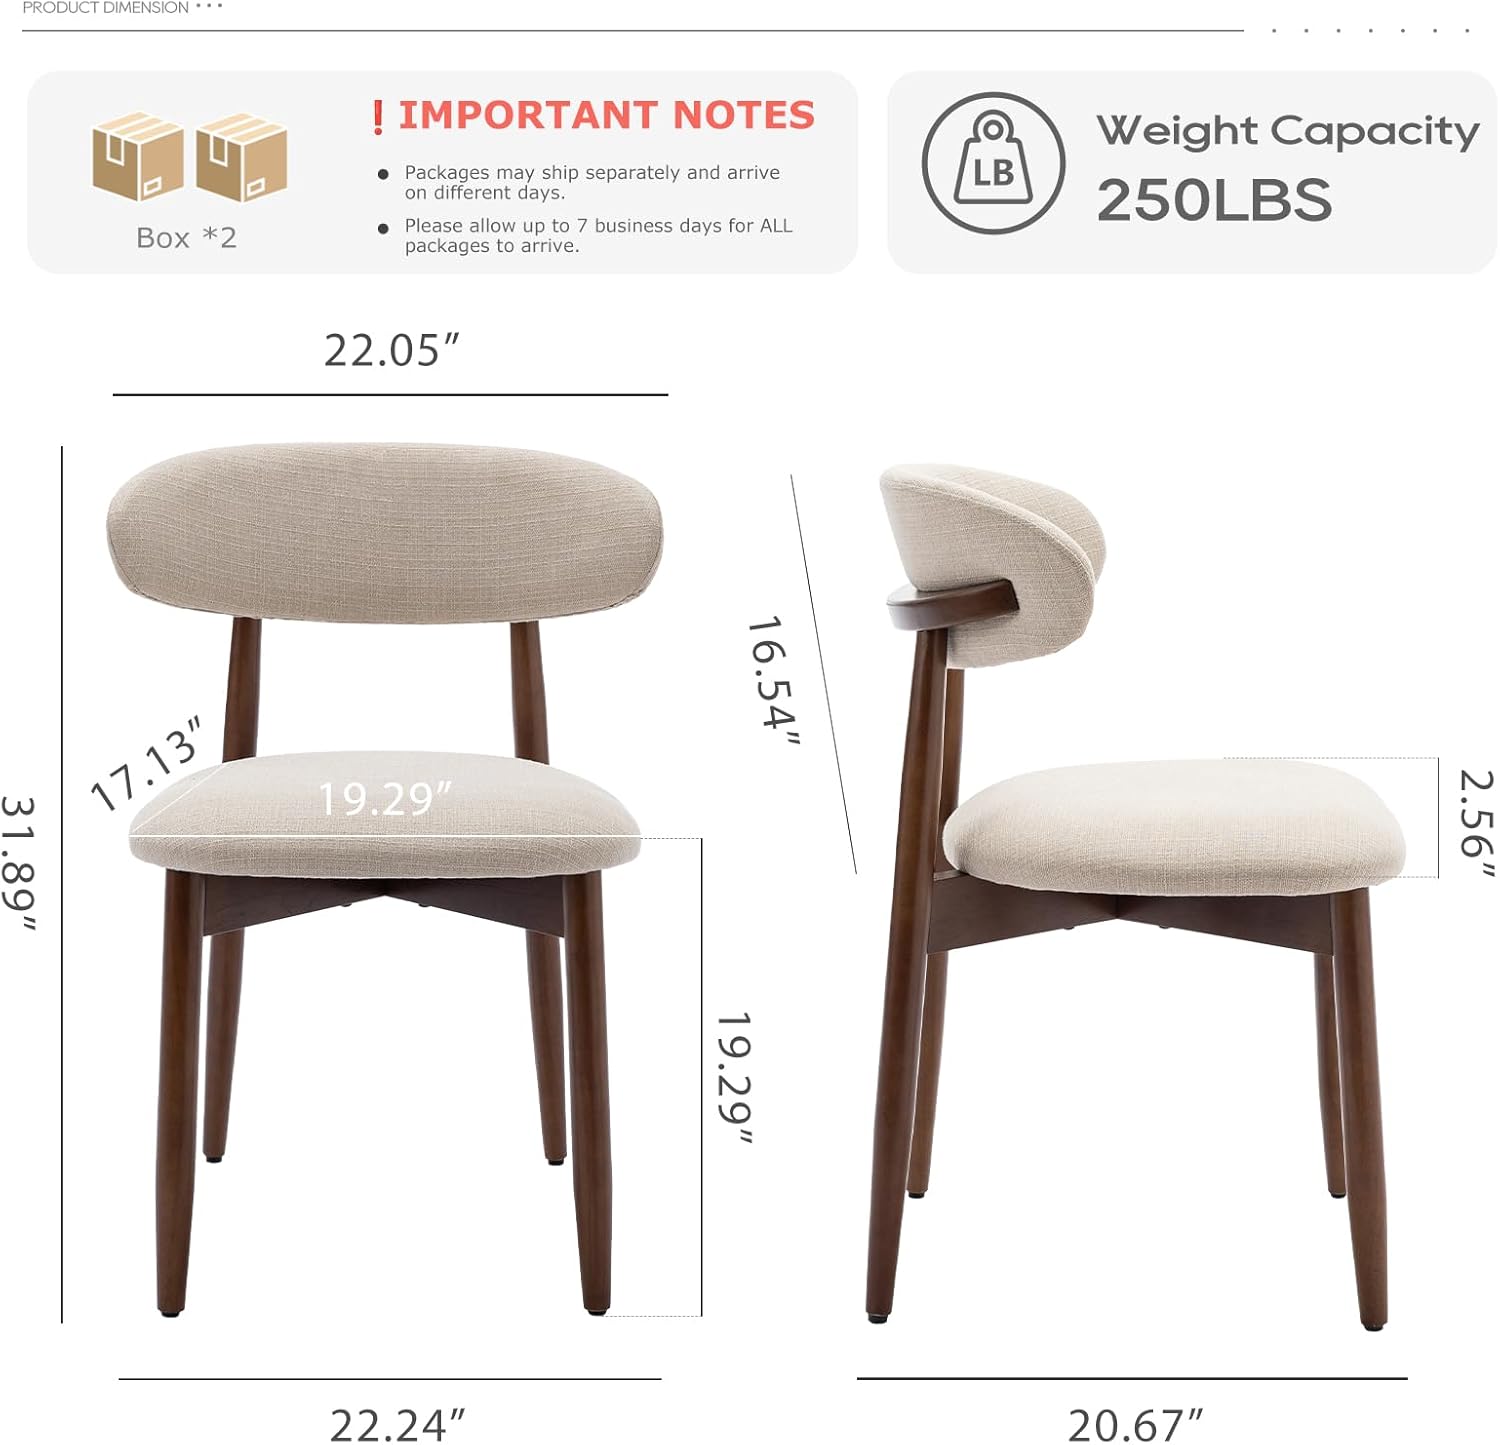 PRODUCT DIMENSION •••
❗IMPORTANT NOTES
• Packages may ship separately and arrive
on different days.
• Please allow up to 7 business days for ALL
packages to arrive.
Box *2
LB
Weight Capacity
250LBS
22.05”
31.89”
17.13”
19.29”
19.29”
22.24”
16.54”
2.56”
20.67”